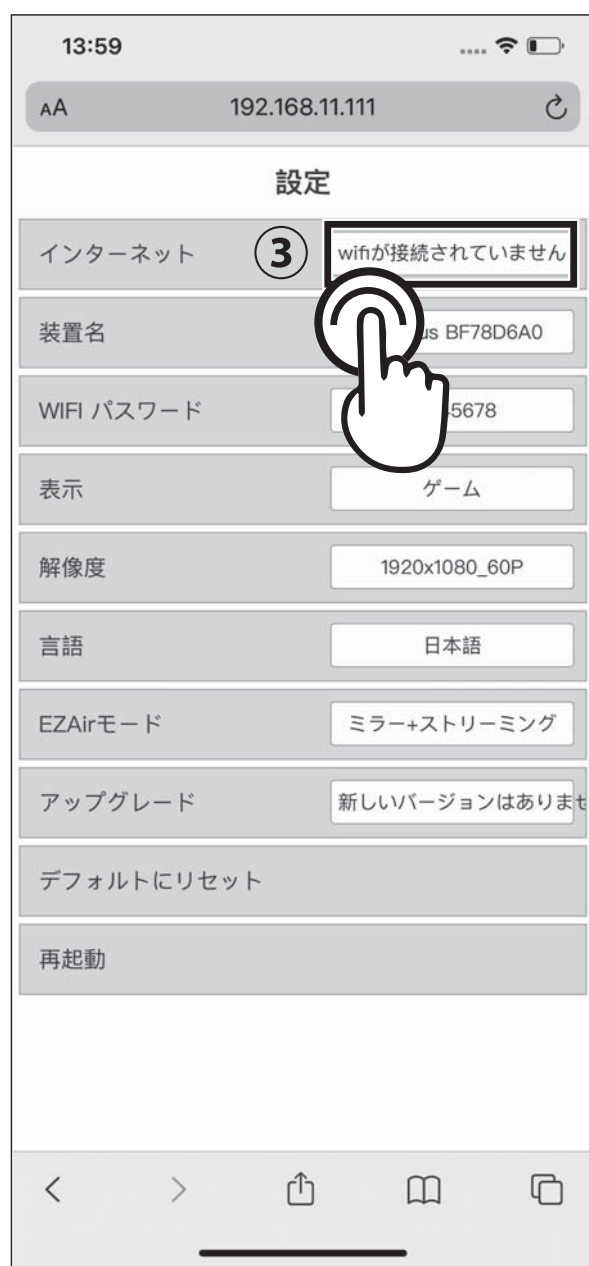 13:59
AA 192.168.11.111
設定
インターネット ③ wifiが接続されていません
装置名 us BF78D6A0
WIFI パスワード 5678
表示 ゲーム
解像度 1920x1080_60P
言語 日本語
EZAirモード ミラー+ストリーミング
アップグレード 新しいバージョンはありませ
デフォルトにリセット
再起動